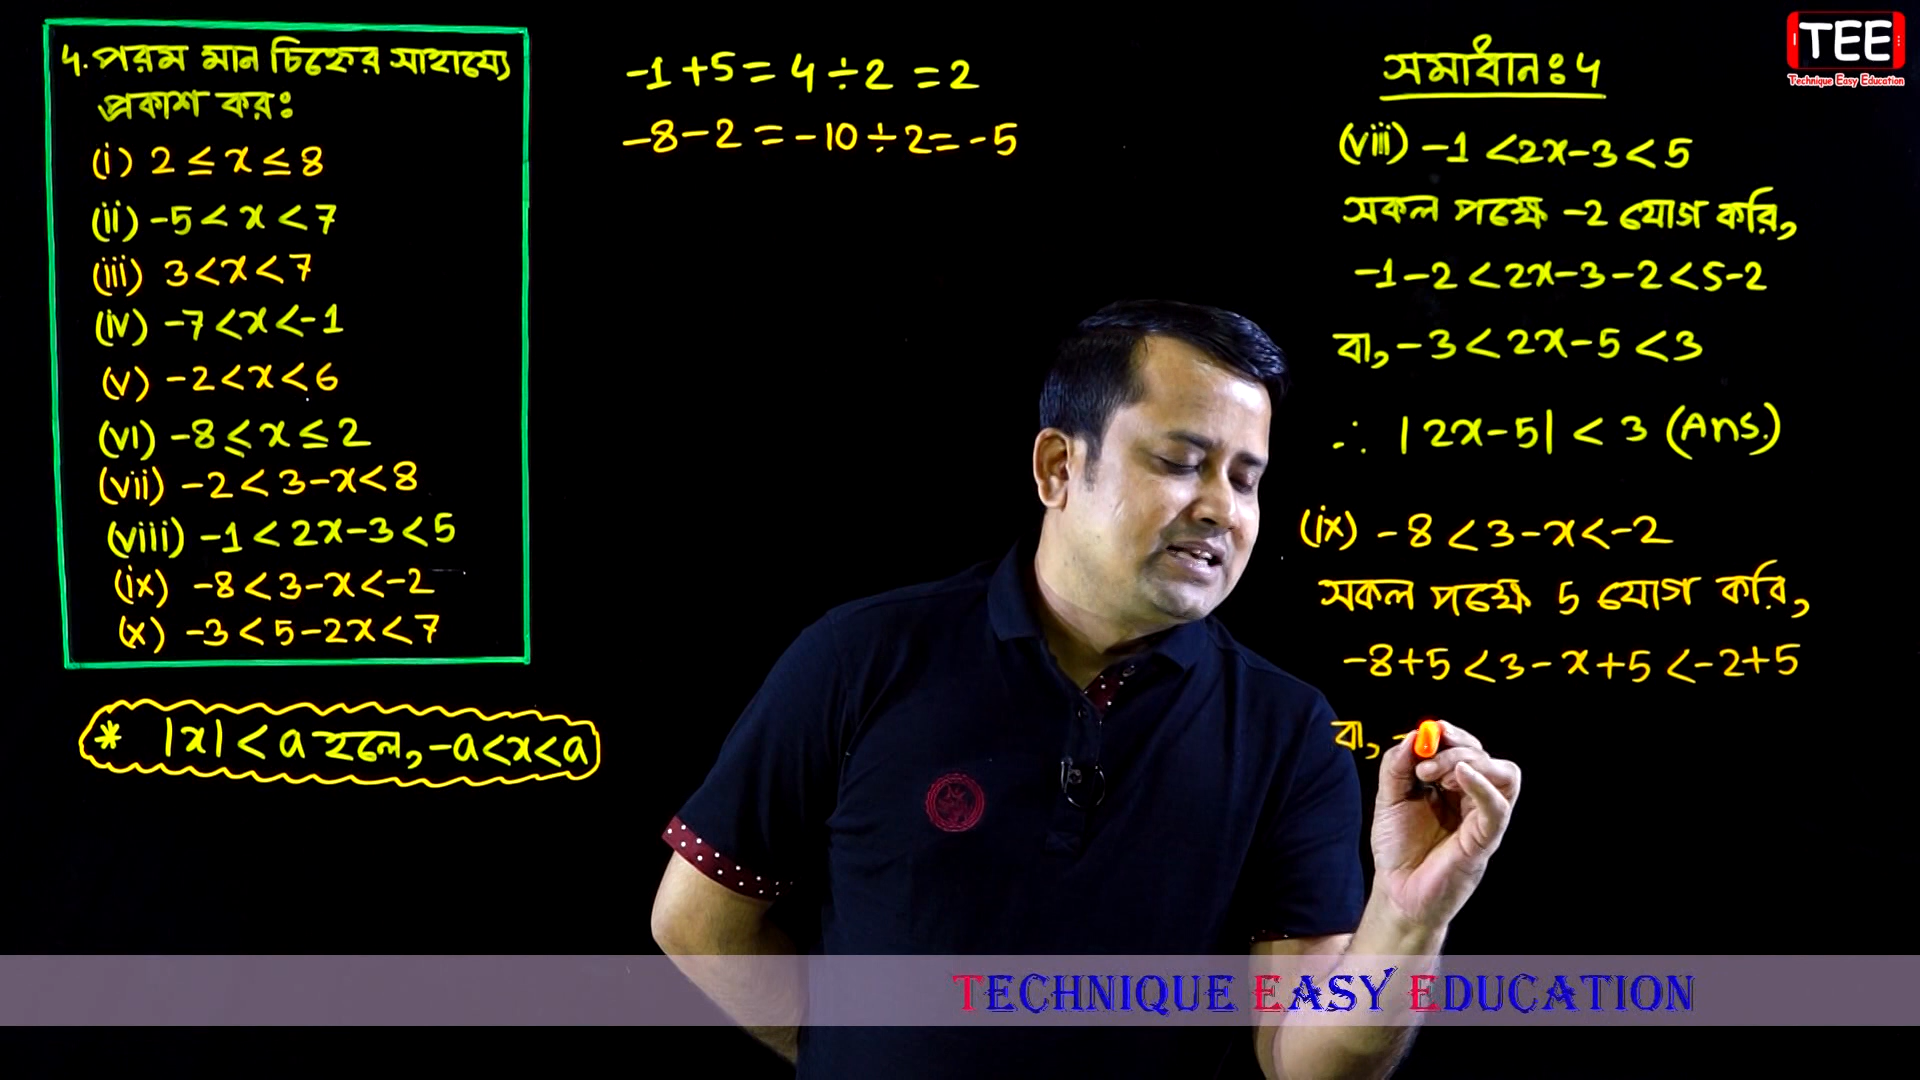 ৭. পরম মান চিহ্নের সাহায্যে
প্রকাশ কর:
(i) 2 ≤ x ≤ 8
(ii) -5 < x < 7
(iii) 3 < x < 7
(iv) -7 < x < -1
(v) -2 < x < 6
(vi) -8 ≤ x ≤ 2
(vii) -2 < 3-x < 8
(viii) -1 < 2x-3 < 5
(ix) -8 < 3-x < -2
(x) -3 < 5-2x < 7
* |x| < a হলে, -a < x < a
-1+5 = 4 ÷ 2 = 2
-8-2 = -10 ÷ 2 = -5
সমাধান: ৭
(viii) -1 < 2x-3 < 5
সকল পক্ষে -2 যোগ করি,
-1-2 < 2x-3-2 < 5-2
বা, -3 < 2x-5 < 3
∴ |2x-5| < 3 (Ans.)
(ix) -8 < 3-x < -2
সকল পক্ষে 5 যোগ করি,
-8+5 < 3-x+5 < -2+5
বা, -
TEE
Technique Easy Education
TECHNIQUE EASY EDUCATION